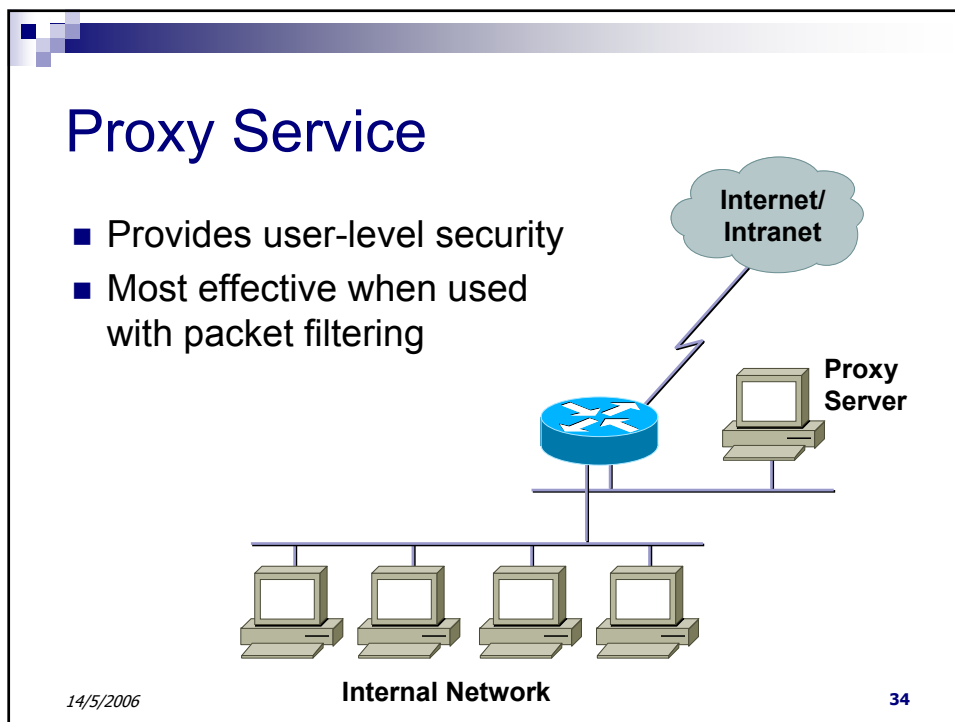 Proxy Service
Provides user-level security
Most effective when used
with packet filtering
Internet/
Intranet
Proxy
Server
Internal Network
14/5/2006
34